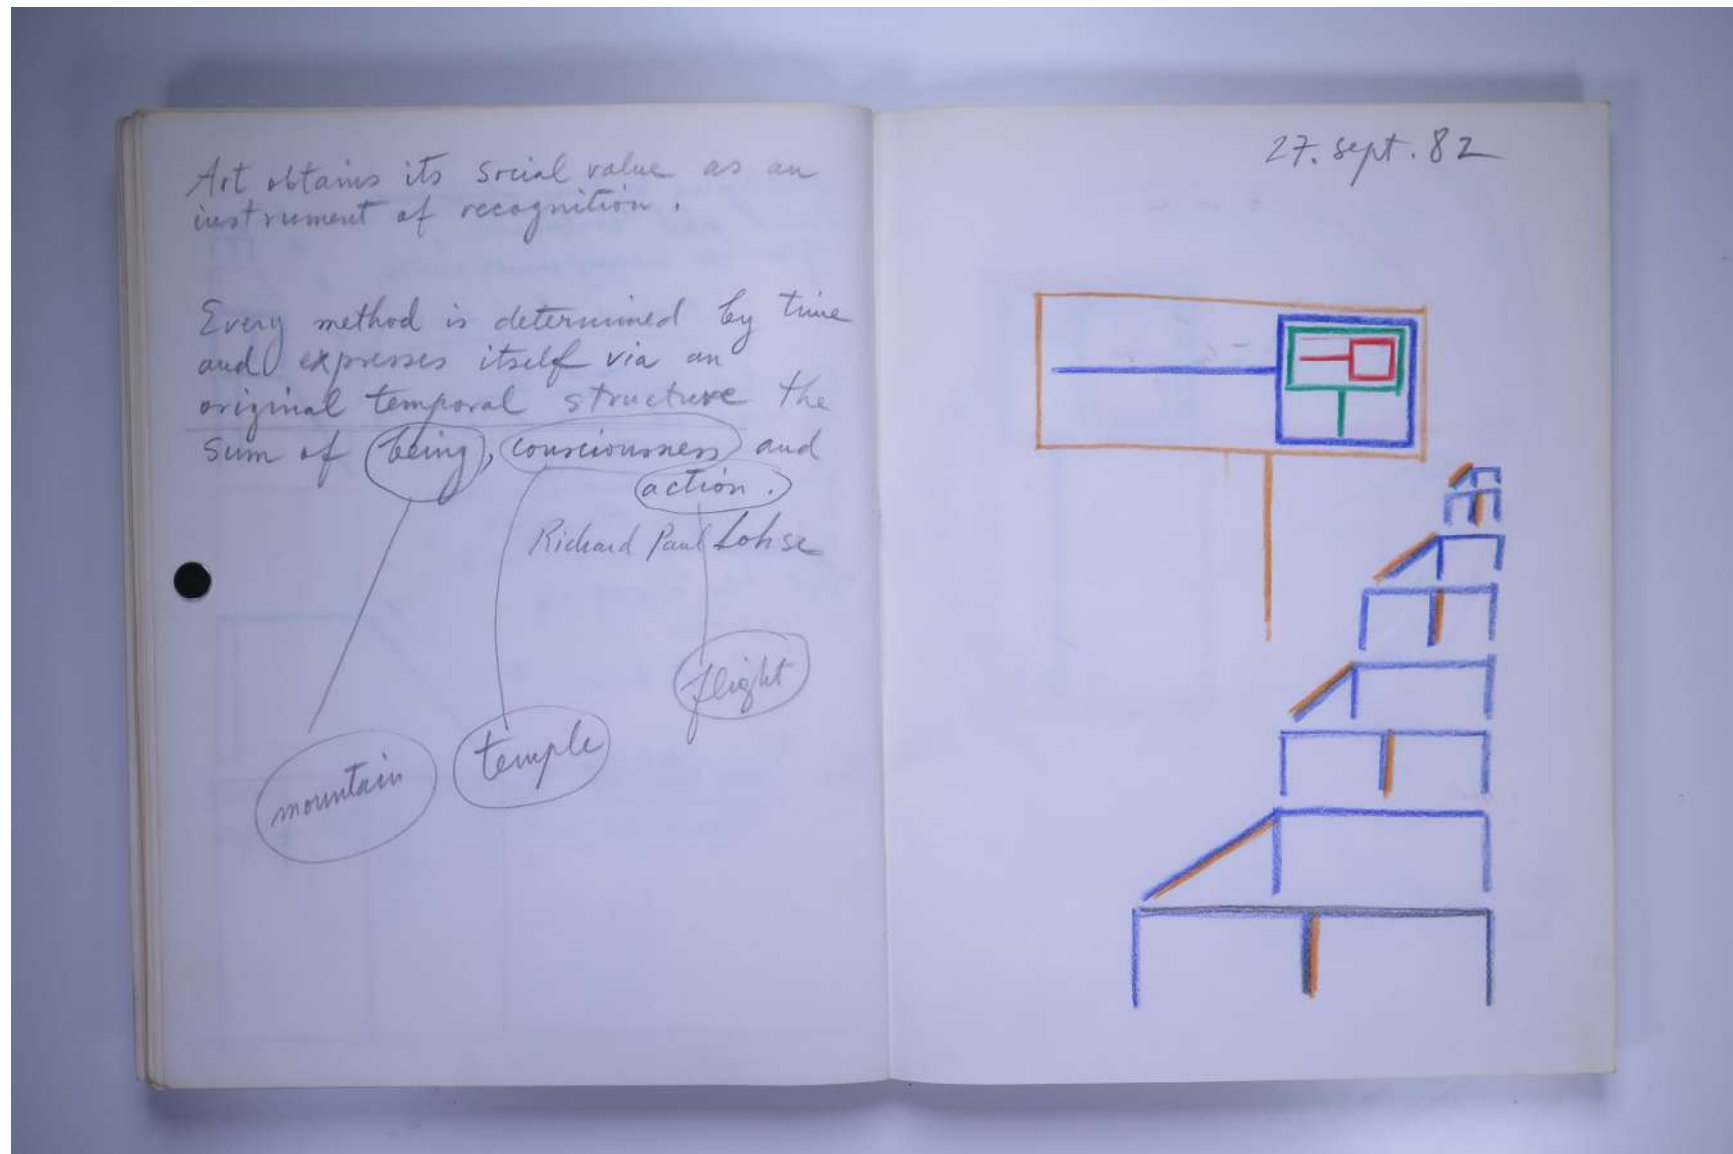 Art obtains its social value as an
instrument of recognition.
Every method is determined by time
and expresses itself via an
original temporal structure the
sum of being, consciousness and
action.
Richard Paul Lohse
flight
temple
mountain
27. sept. 82